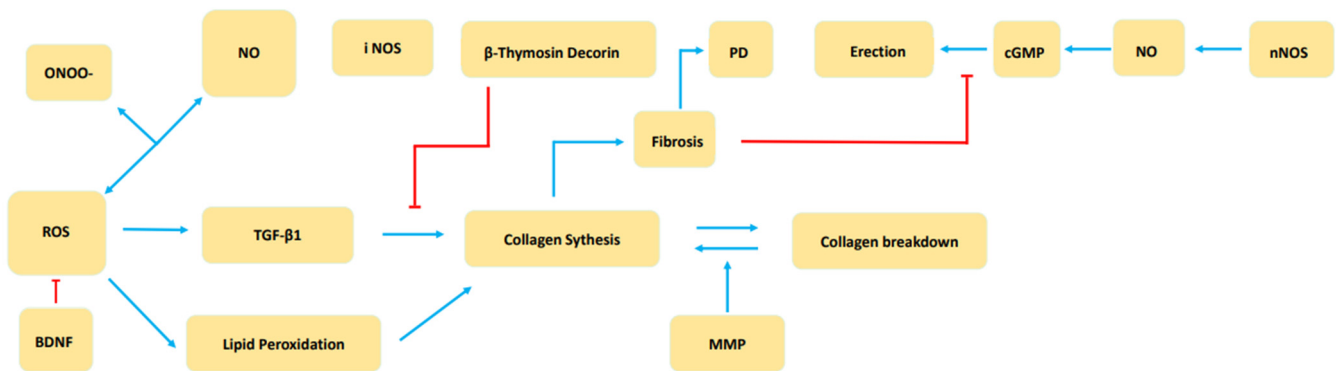 ONOO-
NO
i NOS
β-Thymosin Decorin
PD
Erection
cGMP
NO
nNOS
Fibrosis
ROS
TGF-β1
Collagen Sythesis
Collagen breakdown
BDNF
Lipid Peroxidation
MMP